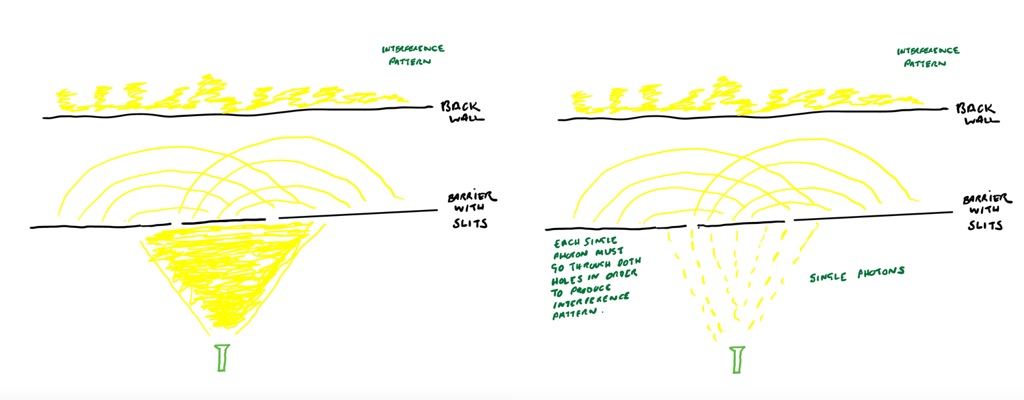 INTERFERENCE
PATTERN
BACK
WALL
BARRIER
WITH
SLITS
INTERFERENCE
PATTERN
BACK
WALL
BARRIER
WITH
SLITS
EACH SINGLE
PHOTON MUST
GO THROUGH BOTH
HOLES IN ORDER
TO PRODUCE
INTERFERENCE
PATTERN.
SINGLE PHOTONS